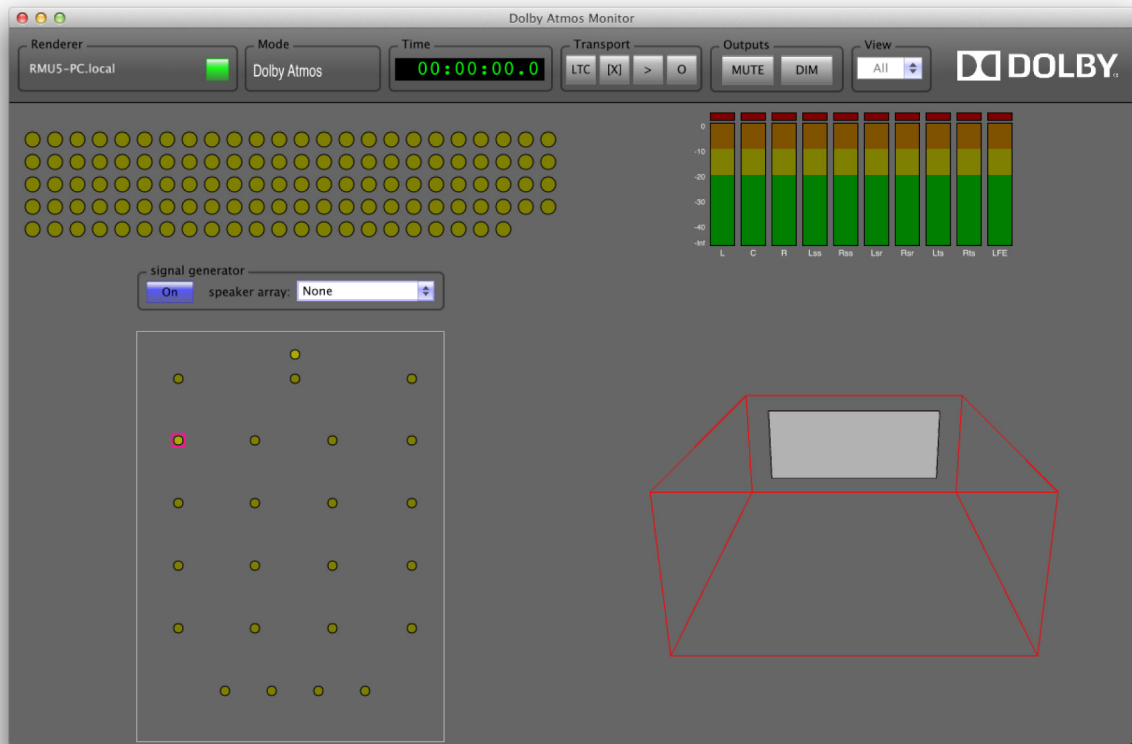 Dolby Atmos Monitor
Renderer
RMU5-PC.local
Mode
Dolby Atmos
Time
00:00:00.0
Transport
LTC [X] > O
Outputs
MUTE DIM
View
All
DOLBY
0
-10
-20
-30
-40
-Inf
L C R Lss Rss Lsr Rsr Lts Rts LFE
signal generator
On speaker array: None